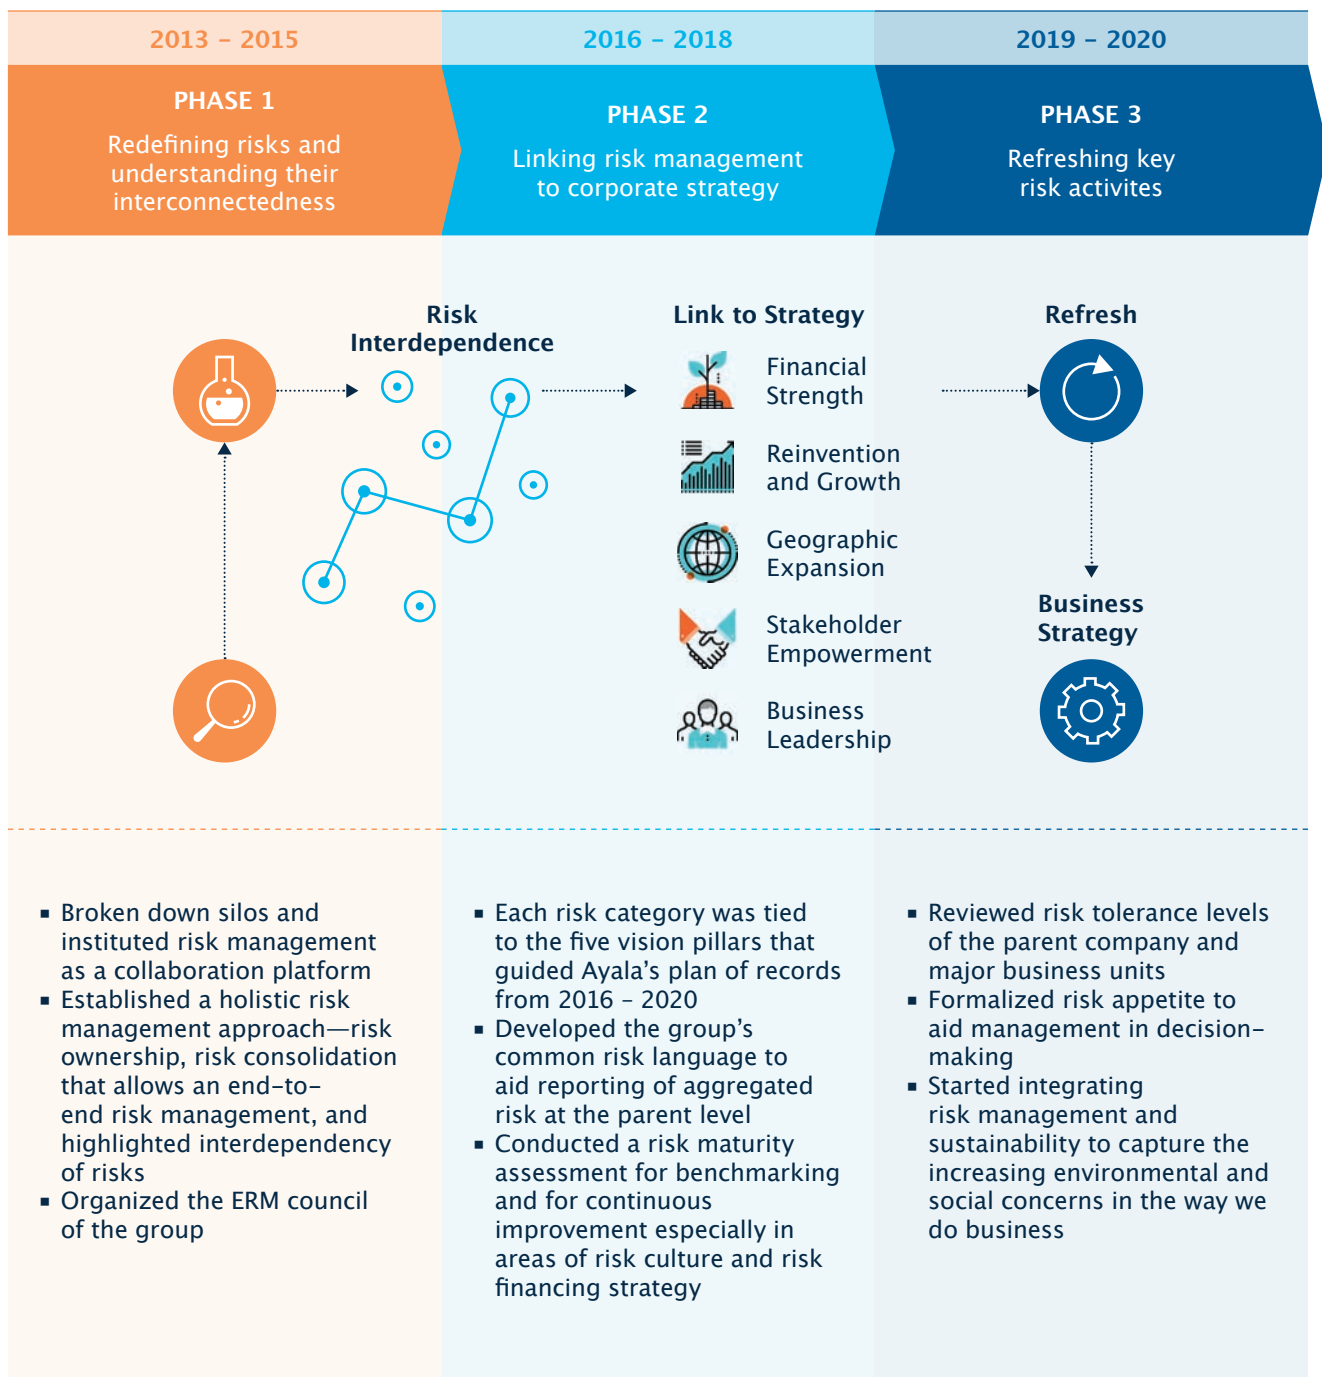 2013 – 2015
2016 – 2018
2019 – 2020
PHASE 1
Redefining risks and
understanding their
interconnectedness
PHASE 2
Linking risk management
to corporate strategy
PHASE 3
Refreshing key
risk activites
Risk
Interdependence
Link to Strategy
Financial
Strength
Reinvention
and Growth
Geographic
Expansion
Stakeholder
Empowerment
Business
Leadership
Refresh
Business
Strategy
▪ Broken down silos and
instituted risk management
as a collaboration platform
▪ Established a holistic risk
management approach—risk
ownership, risk consolidation
that allows an end-to-
end risk management, and
highlighted interdependency
of risks
▪ Organized the ERM council
of the group
▪ Each risk category was tied
to the five vision pillars that
guided Ayala's plan of records
from 2016 – 2020
▪ Developed the group's
common risk language to
aid reporting of aggregated
risk at the parent level
▪ Conducted a risk maturity
assessment for benchmarking
and for continuous
improvement especially in
areas of risk culture and risk
financing strategy
▪ Reviewed risk tolerance levels
of the parent company and
major business units
▪ Formalized risk appetite to
aid management in decision-
making
▪ Started integrating
risk management and
sustainability to capture the
increasing environmental and
social concerns in the way we
do business